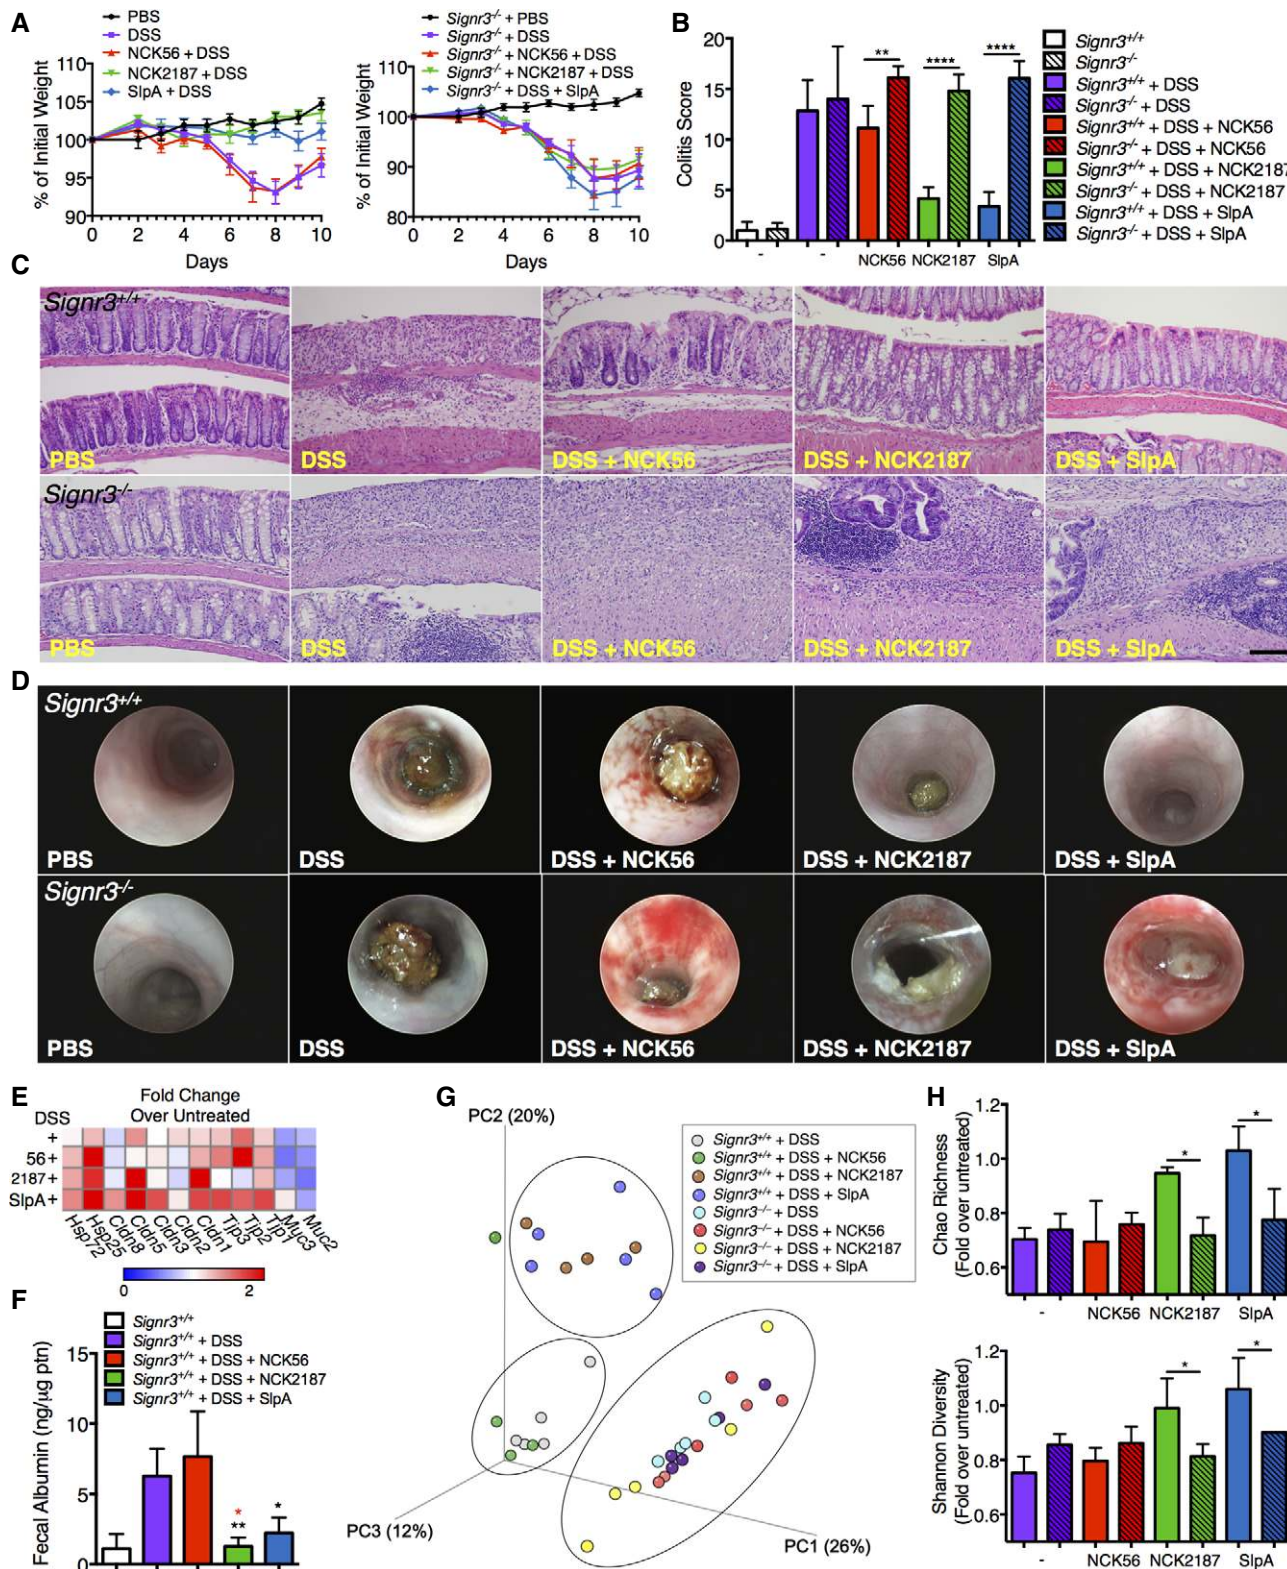 A
PBS
DSS
NCK56 + DSS
NCK2187 + DSS
SlpA + DSS
% of Initial Weight
110
105
100
95
90
0 2 4 6 8 10
Days
Signr3-/- + PBS
Signr3-/- + DSS
Signr3-/- + NCK56 + DSS
Signr3-/- + NCK2187 + DSS
Signr3-/- + DSS + SlpA
% of Initial Weight
110
100
90
80
0 2 4 6 8 10
Days
B
Colitis Score
20
15
10
5
0
** **** ****
- - NCK56 NCK2187 SlpA
Signr3+/+
Signr3-/-
Signr3+/+ + DSS
Signr3-/- + DSS
Signr3+/+ + DSS + NCK56
Signr3-/- + DSS + NCK56
Signr3+/+ + DSS + NCK2187
Signr3-/- + DSS + NCK2187
Signr3+/+ + DSS + SlpA
Signr3-/- + DSS + SlpA
C
Signr3+/+
PBS DSS DSS + NCK56 DSS + NCK2187 DSS + SlpA
Signr3-/-
PBS DSS DSS + NCK56 DSS + NCK2187 DSS + SlpA
D
Signr3+/+
PBS DSS DSS + NCK56 DSS + NCK2187 DSS + SlpA
Signr3-/-
PBS DSS DSS + NCK56 DSS + NCK2187 DSS + SlpA
E
Fold Change
Over Untreated
DSS
+
56 +
2187 +
SlpA +
Hsp72 Hsp25 Cldn8 Cldn5 Cldn3 Cldn2 Cldn1 Tjp3 Tjp2 Tjp1 Muc3 Muc2
0 2
F
Signr3+/+
Signr3+/+ + DSS
Signr3+/+ + DSS + NCK56
Signr3+/+ + DSS + NCK2187
Signr3+/+ + DSS + SlpA
Fecal Albumin (ng/µg ptn)
15
10
5
0
*
** *
G
PC2 (20%)
PC3 (12%)
PC1 (26%)
Signr3+/+ + DSS
Signr3+/+ + DSS + NCK56
Signr3+/+ + DSS + NCK2187
Signr3+/+ + DSS + SlpA
Signr3-/- + DSS
Signr3-/- + DSS + NCK56
Signr3-/- + DSS + NCK2187
Signr3-/- + DSS + SlpA
H
Chao Richness
(Fold over untreated)
1.2
1.0
0.8
0.6
* *
- NCK56 NCK2187 SlpA
Shannon Diversity
(Fold over untreated)
1.2
1.0
0.8
0.6
* *
- NCK56 NCK2187 SlpA